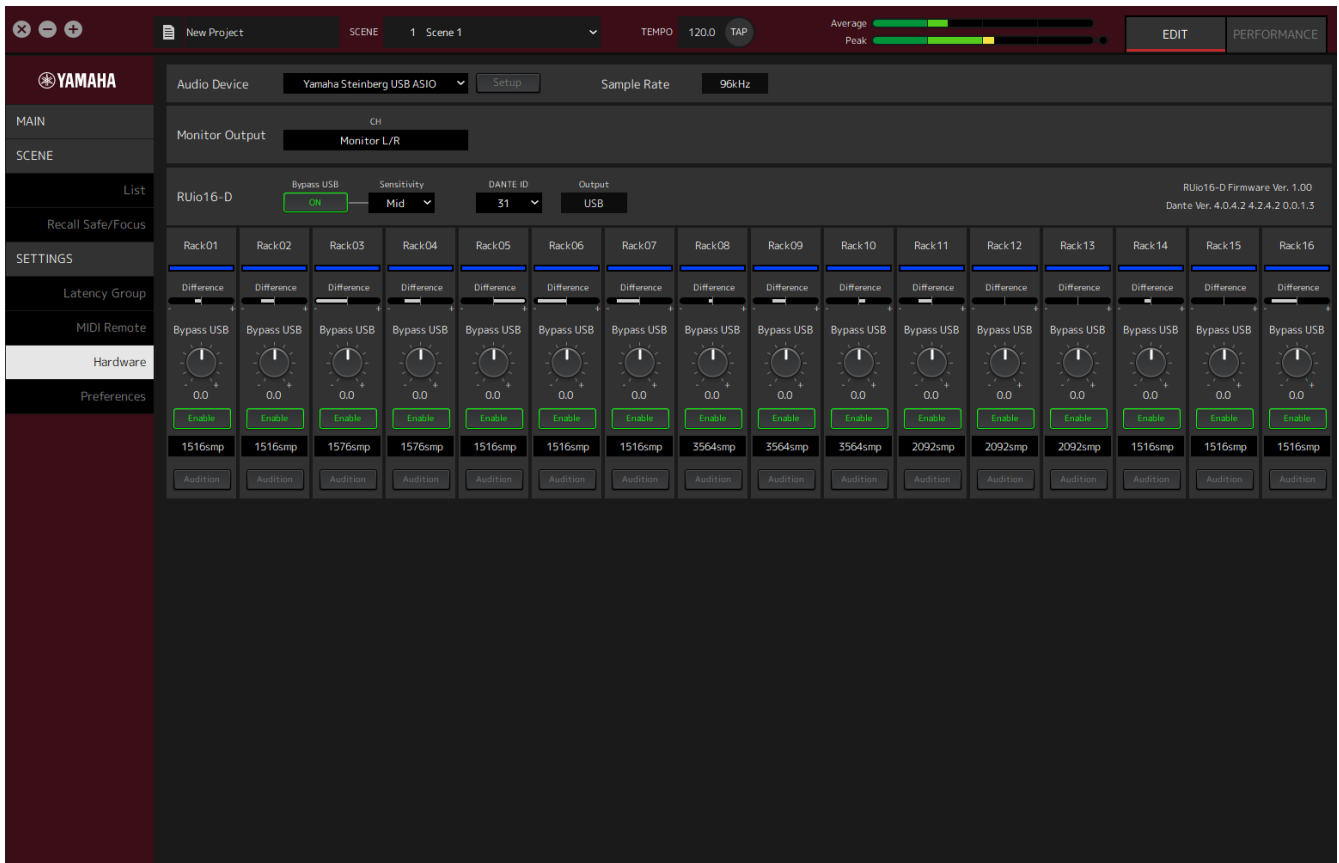 New Project SCENE 1 Scene 1 TEMPO 120.0 TAP
Average
Peak
EDIT PERFORMANCE
YAMAHA
MAIN
SCENE
List
Recall Safe/Focus
SETTINGS
Latency Group
MIDI Remote
Hardware
Preferences
Audio Device Yamaha Steinberg USB ASIO Setup Sample Rate 96kHz
CH
Monitor Output Monitor L/R
Bypass USB Sensitivity DANTE ID Output
RUio16-D ON Mid 31 USB
RUio16-D Firmware Ver. 1.00
Dante Ver. 4.0.4.2 4.2.4.2 0.0.1.3
Rack01 Rack02 Rack03 Rack04 Rack05 Rack06 Rack07 Rack08 Rack09 Rack10 Rack11 Rack12 Rack13 Rack14 Rack15 Rack16
Difference Difference Difference Difference Difference Difference Difference Difference Difference Difference Difference Difference Difference Difference Difference Difference
- + - + - + - + - + - + - + - + - + - + - + - + - + - + - + - +
Bypass USB Bypass USB Bypass USB Bypass USB Bypass USB Bypass USB Bypass USB Bypass USB Bypass USB Bypass USB Bypass USB Bypass USB Bypass USB Bypass USB Bypass USB Bypass USB
- + - + - + - + - + - + - + - + - + - + - + - + - + - + - + - +
0.0 0.0 0.0 0.0 0.0 0.0 0.0 0.0 0.0 0.0 0.0 0.0 0.0 0.0 0.0 0.0
Enable Enable Enable Enable Enable Enable Enable Enable Enable Enable Enable Enable Enable Enable Enable Enable
1516smp 1516smp 1576smp 1576smp 1516smp 1516smp 1516smp 3564smp 3564smp 3564smp 2092smp 2092smp 2092smp 1516smp 1516smp 1516smp
Audition Audition Audition Audition Audition Audition Audition Audition Audition Audition Audition Audition Audition Audition Audition Audition